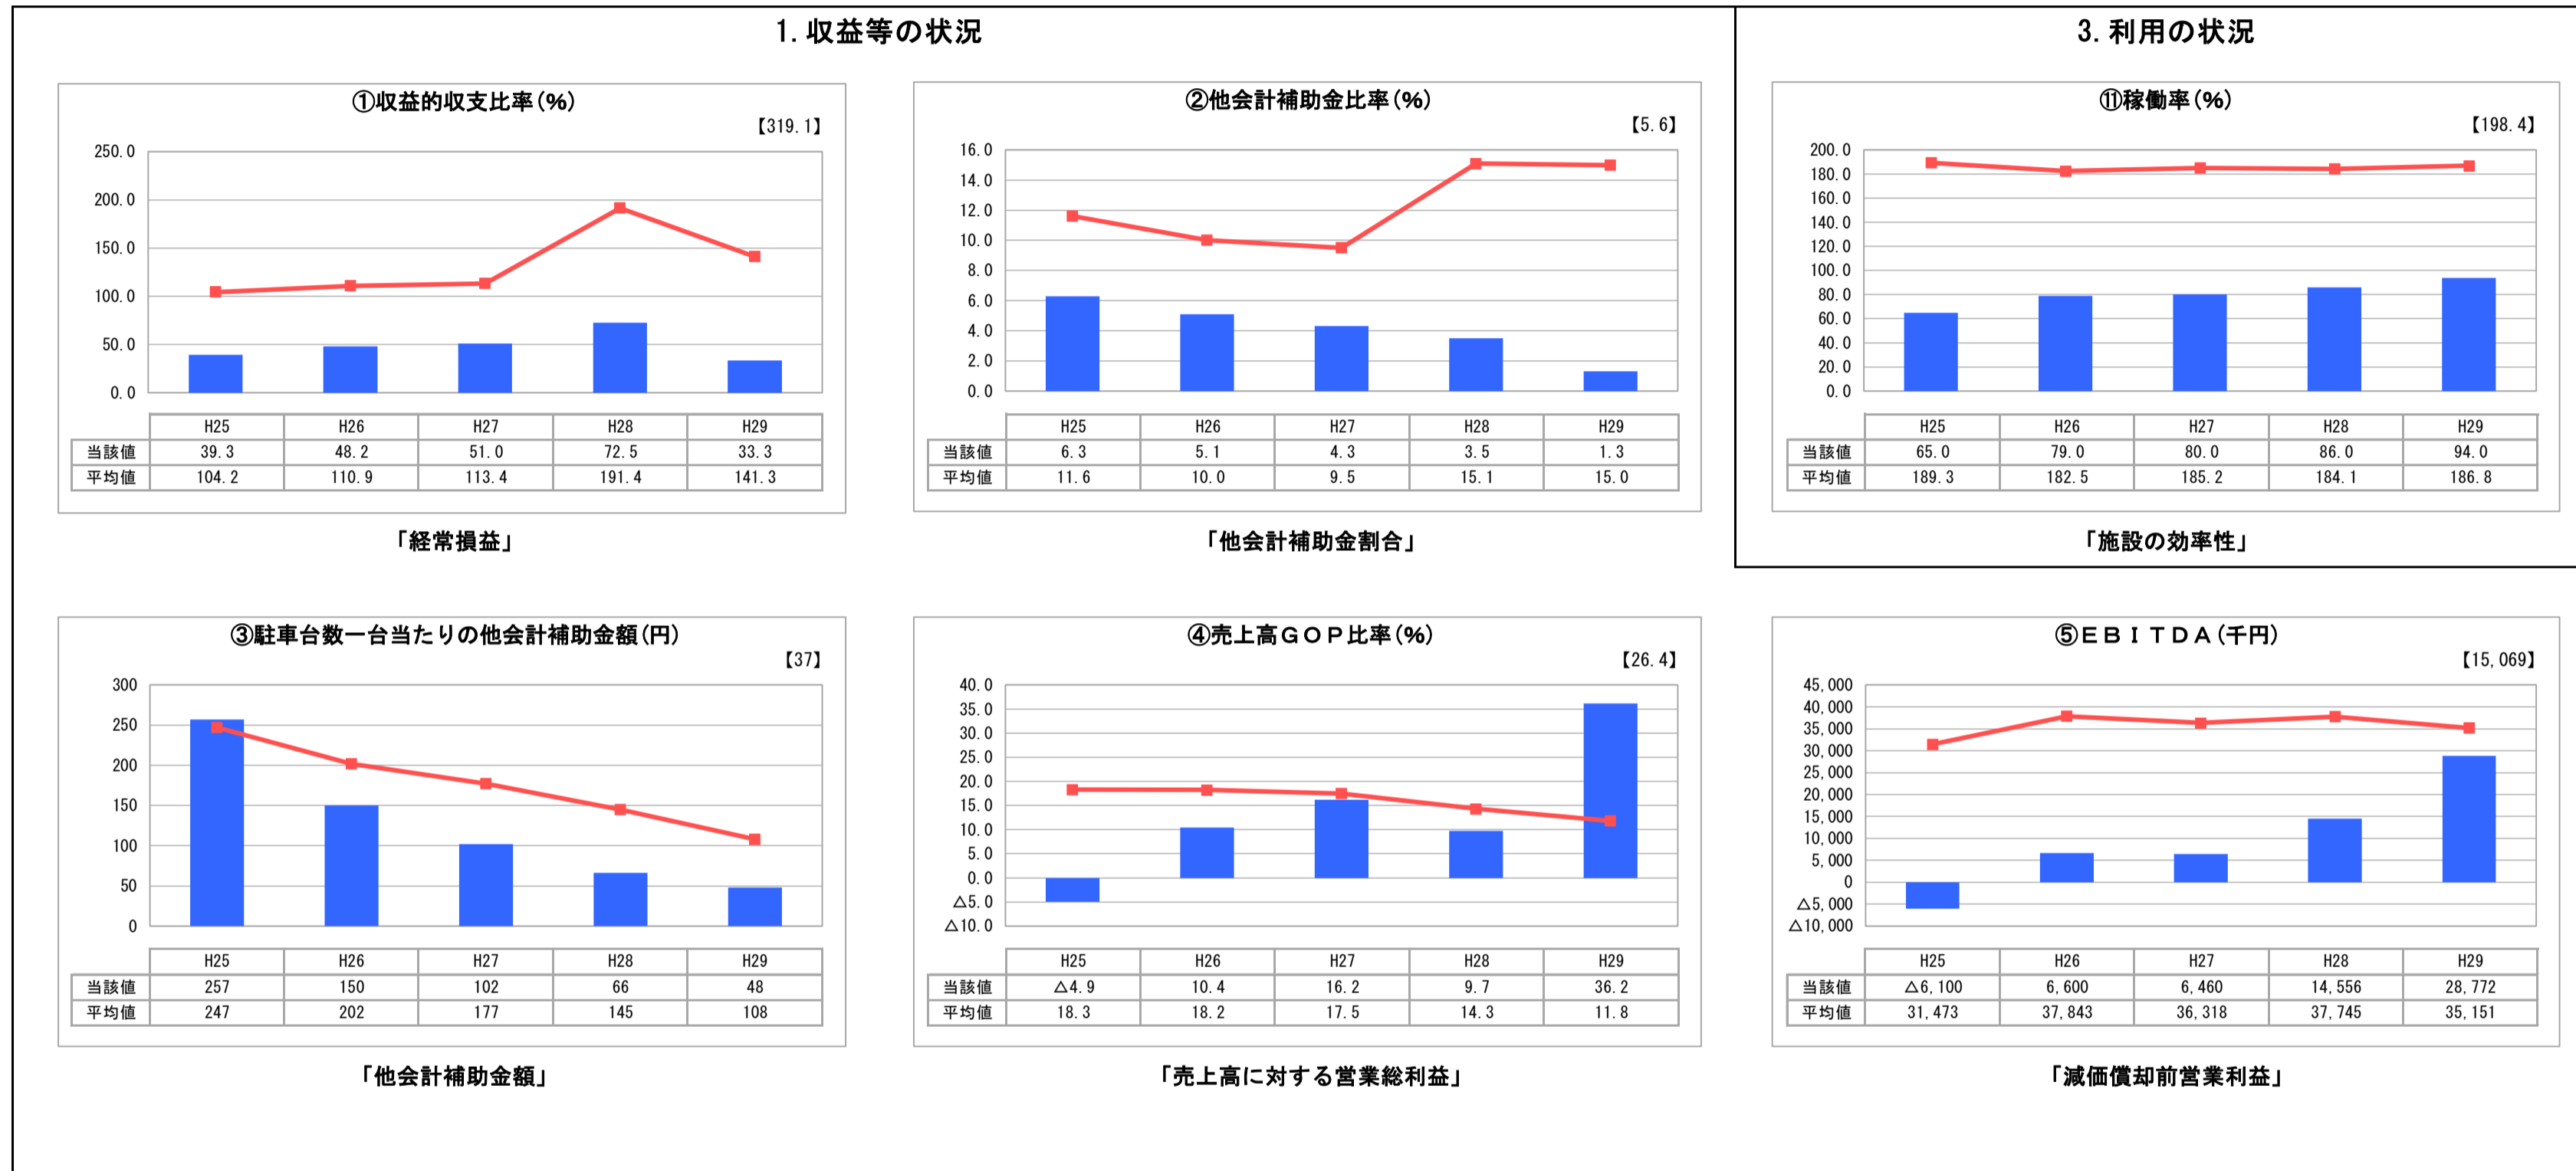 1. 収益等の状況
3. 利用の状況
①収益的収支比率(%)
【319.1】
250.0
200.0
150.0
100.0
50.0
0.0
H25 H26 H27 H28 H29
当該値 39.3 48.2 51.0 72.5 33.3
平均値 104.2 110.9 113.4 191.4 141.3
「経常損益」
②他会計補助金比率(%)
【5.6】
16.0
14.0
12.0
10.0
8.0
6.0
4.0
2.0
0.0
H25 H26 H27 H28 H29
当該値 6.3 5.1 4.3 3.5 1.3
平均値 11.6 10.0 9.5 15.1 15.0
「他会計補助金割合」
⑪稼働率(%)
【198.4】
200.0
180.0
160.0
140.0
120.0
100.0
80.0
60.0
40.0
20.0
0.0
H25 H26 H27 H28 H29
当該値 65.0 79.0 80.0 86.0 94.0
平均値 189.3 182.5 185.2 184.1 186.8
「施設の効率性」
③駐車台数一台当たりの他会計補助金額(円)
【37】
300
250
200
150
100
50
0
H25 H26 H27 H28 H29
当該値 257 150 102 66 48
平均値 247 202 177 145 108
「他会計補助金額」
④売上高GOP比率(%)
【26.4】
40.0
35.0
30.0
25.0
20.0
15.0
10.0
5.0
0.0
△5.0
△10.0
H25 H26 H27 H28 H29
当該値 △4.9 10.4 16.2 9.7 36.2
平均値 18.3 18.2 17.5 14.3 11.8
「売上高に対する営業総利益」
⑤EBITDA(千円)
【15,069】
45,000
40,000
35,000
30,000
25,000
20,000
15,000
10,000
5,000
0
△5,000
△10,000
H25 H26 H27 H28 H29
当該値 △6,100 6,600 6,460 14,556 28,772
平均値 31,473 37,843 36,318 37,745 35,151
「減価償却前営業利益」